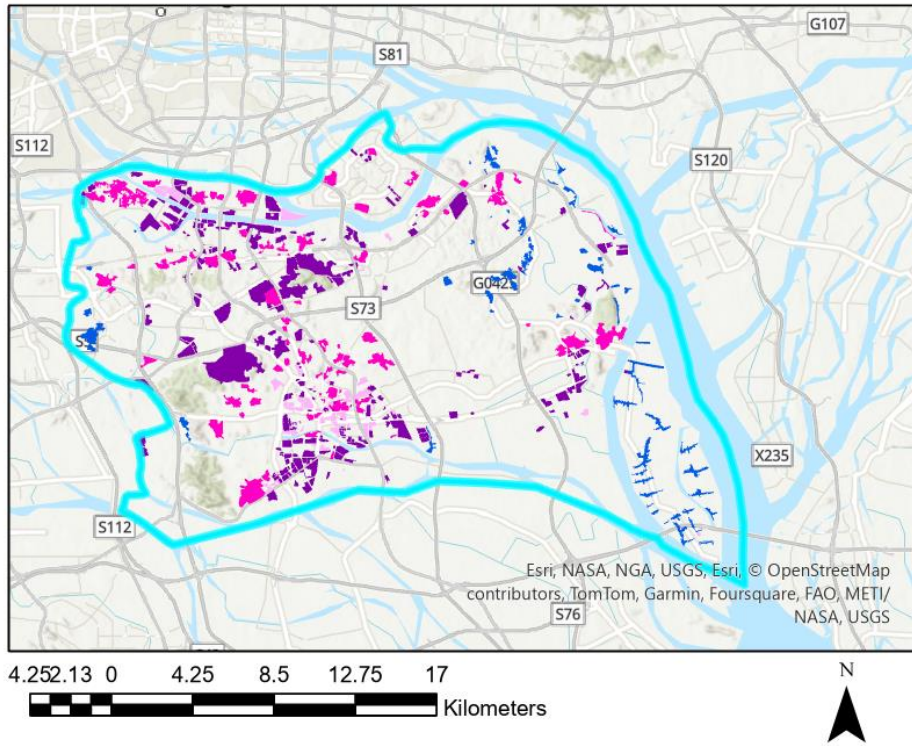 G107
S81
S112
S120
S73
G042
X235
S112
Esri, NASA, NGA, USGS, Esri, © OpenStreetMap
contributors, TomTom, Garmin, Foursquare, FAO, METI/
NASA, USGS
S76
4.25 2.13 0 4.25 8.5 12.75 17
Kilometers
N